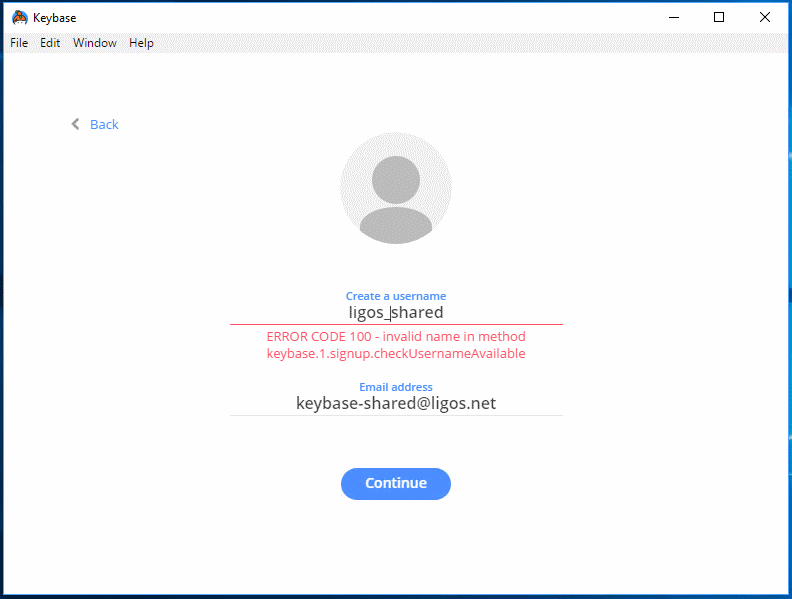 Keybase
File Edit Window Help
Back
Create a username
ligos_shared
ERROR CODE 100 - invalid name in method
keybase.1.signup.checkUsernameAvailable
Email address
keybase-shared@ligos.net
Continue